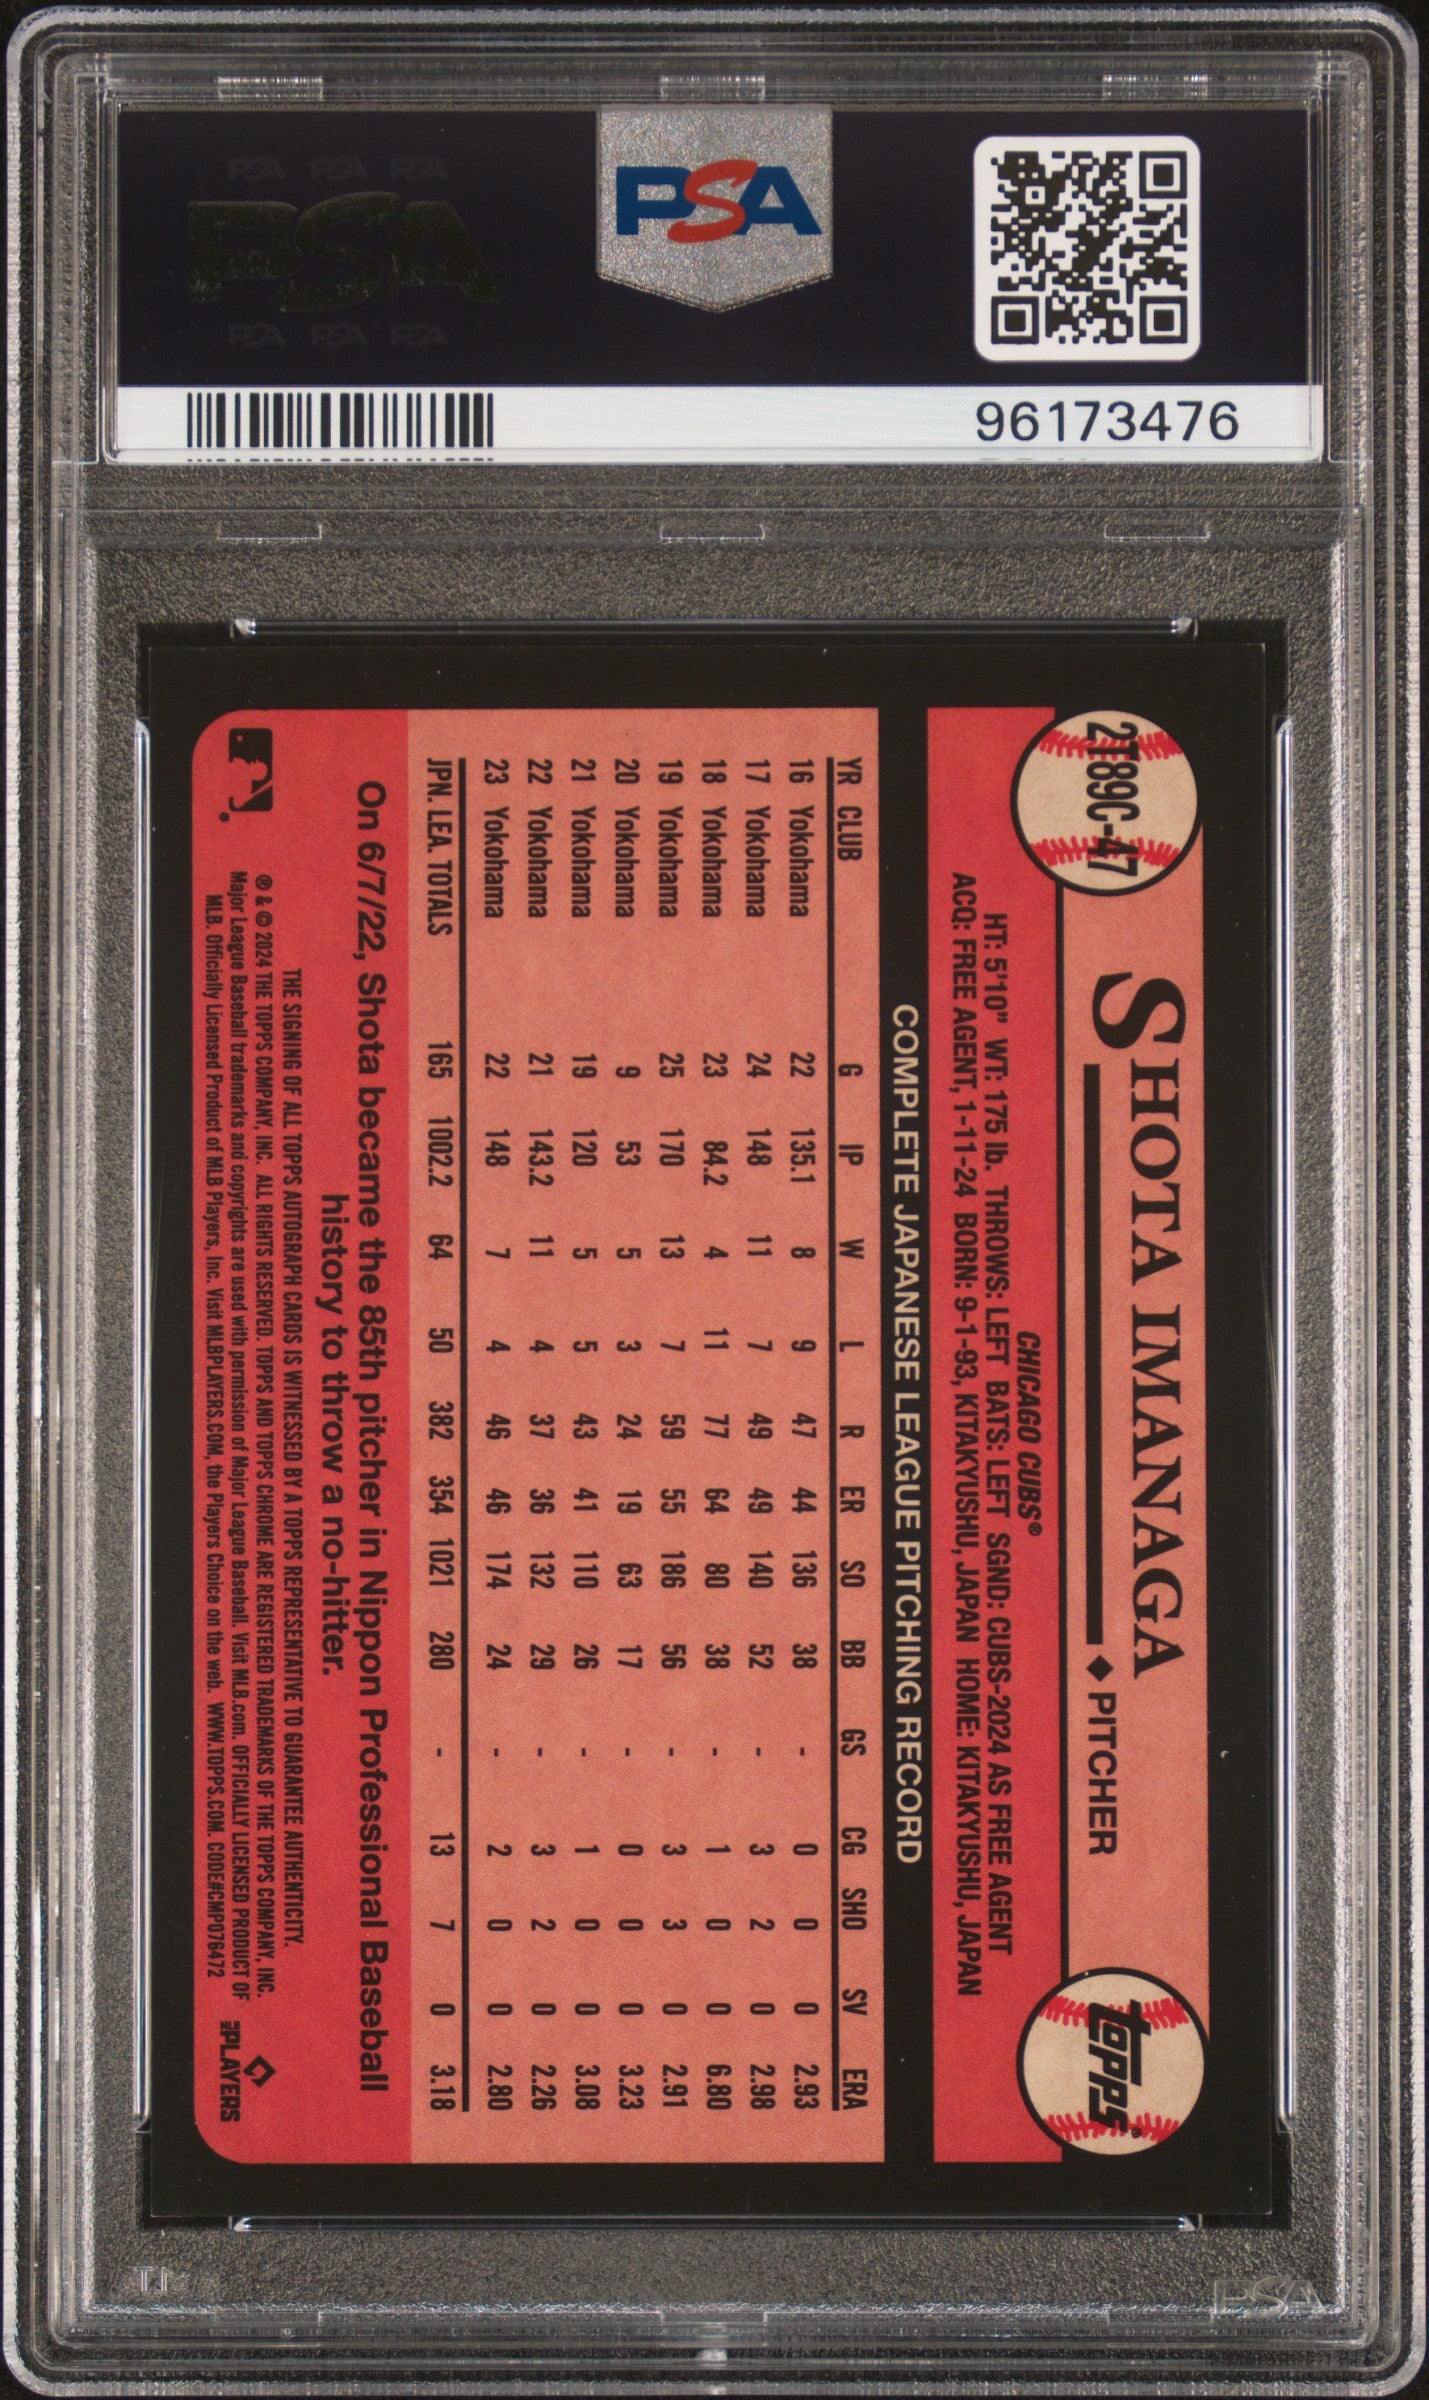 PSA PSA PSA
PSA
PSA PSA PSA
PSA
96173476
2T89C-47
SHOTA IMANAGA
◆ PITCHER
topps®
CHICAGO CUBS®
HT: 5'10" WT: 175 lb. THROWS: LEFT BATS: LEFT SGND: CUBS-2024 AS FREE AGENT
ACQ: FREE AGENT, 1-11-24 BORN: 9-1-93, KITAKYUSHU, JAPAN HOME: KITAKYUSHU, JAPAN
COMPLETE JAPANESE LEAGUE PITCHING RECORD
YR CLUB G IP W L R ER SO BB GS CG SHO SV ERA
16 Yokohama 22 135.1 8 9 47 44 136 38 - 0 0 0 2.93
17 Yokohama 24 148 11 7 49 49 140 52 - 3 2 0 2.98
18 Yokohama 23 84.2 4 11 77 64 80 38 - 1 0 0 6.80
19 Yokohama 25 170 13 7 59 55 186 56 - 3 3 0 2.91
20 Yokohama 9 53 5 3 24 19 63 17 - 0 0 0 3.23
21 Yokohama 19 120 5 5 43 41 110 26 - 1 0 0 3.08
22 Yokohama 21 143.2 11 4 37 36 132 29 - 3 2 0 2.26
23 Yokohama 22 148 7 4 46 46 174 24 - 2 0 0 2.80
JPN. LEA. TOTALS 165 1002.2 64 50 382 354 1021 280 - 13 7 0 3.18
On 6/7/22, Shota became the 85th pitcher in Nippon Professional Baseball
history to throw a no-hitter.
THE SIGNING OF ALL TOPPS AUTOGRAPH CARDS IS WITNESSED BY A TOPPS REPRESENTATIVE TO GUARANTEE AUTHENTICITY.
® & © 2024 THE TOPPS COMPANY, INC. ALL RIGHTS RESERVED. TOPPS AND TOPPS CHROME ARE REGISTERED TRADEMARKS OF THE TOPPS COMPANY, INC.
Major League Baseball trademarks and copyrights are used with permission of Major League Baseball. Visit MLB.com. OFFICIALLY LICENSED PRODUCT OF
MLB. Officially Licensed Product of MLB Players, Inc. Visit MLBPLAYERS.COM, the Players Choice on the web. WWW.TOPPS.COM. CODE#CMP076472
MLB PLAYERS
PSA